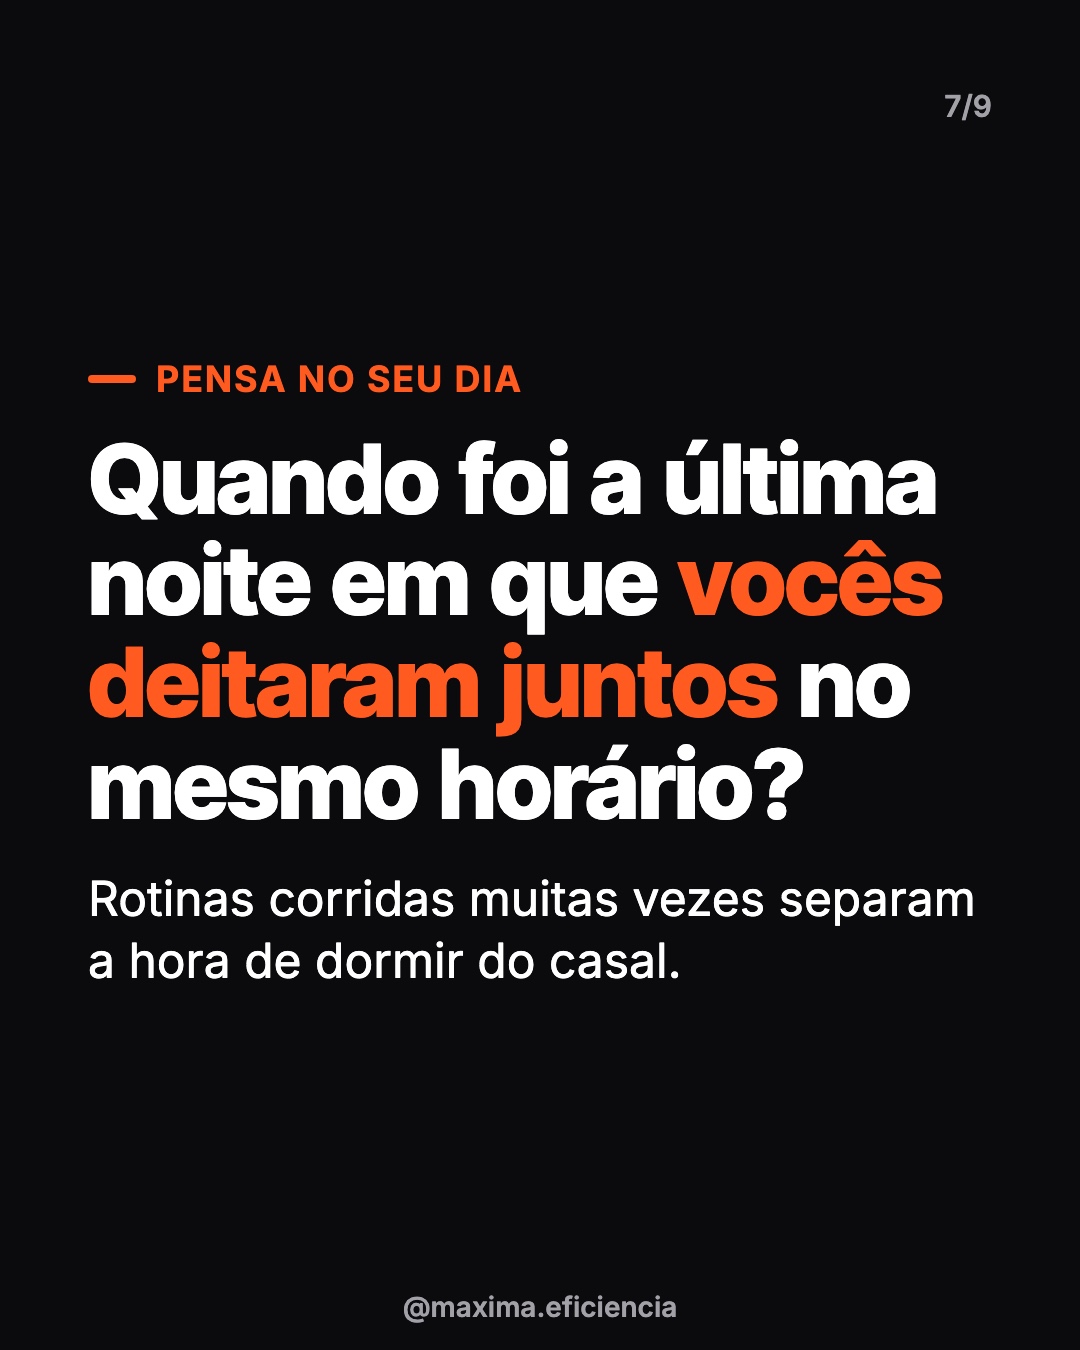 7/9
PENSA NO SEU DIA
Quando foi a última
noite em que vocês
deitaram juntos no
mesmo horário?
Rotinas corridas muitas vezes separam
a hora de dormir do casal.
@maxima.eficiencia